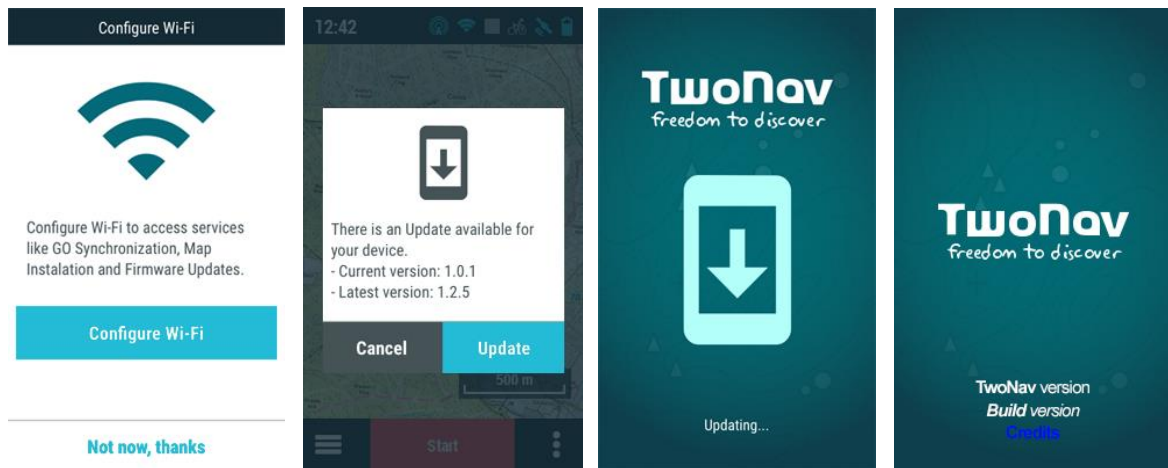 Configure Wi-Fi
Configure Wi-Fi to access services
like GO Synchronization, Map
Instalation and Firmware Updates.
Configure Wi-Fi
Not now, thanks
12:42
There is an Update available for
your device.
- Current version: 1.0.1
- Latest version: 1.2.5
Cancel
Update
500 m
Start
TwoNav
freedom to discover
Updating...
TwoNav
freedom to discover
TwoNav version
Build version
Credits